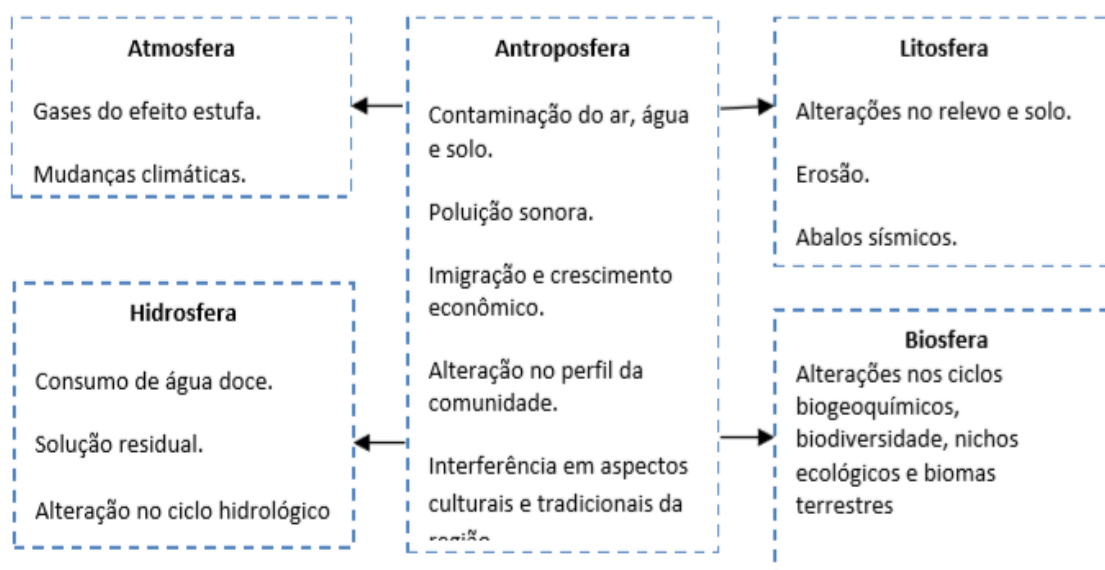 Atmosfera
Gases do efeito estufa.
Mudanças climáticas.
Hidrosfera
Consumo de água doce.
Solução residual.
Alteração no ciclo hidrológico
Antroposfera
Contaminação do ar, água
e solo.
Poluição sonora.
Imigração e crescimento
econômico.
Alteração no perfil da
comunidade.
Interferência em aspectos
culturais e tradicionais da
região
Litosfera
Alterações no relevo e solo.
Erosão.
Abalos sísmicos.
Biosfera
Alterações nos ciclos
biogeoquímicos,
biodiversidade, nichos
ecológicos e biomas
terrestres